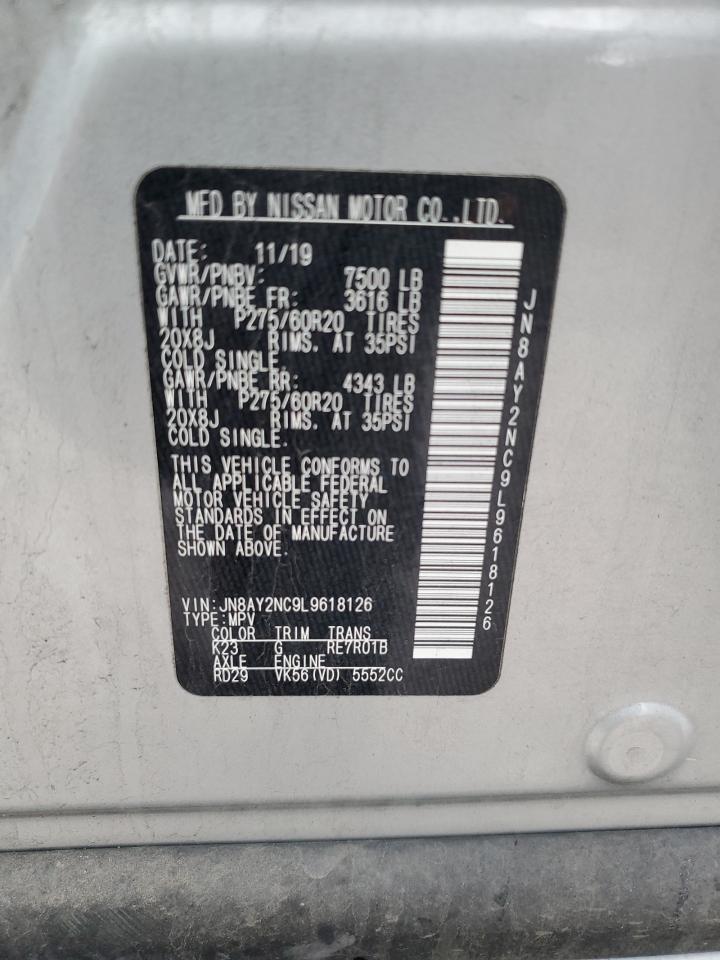 MFD BY NISSAN MOTOR CO.,LTD.
DATE: 11/19
GVWR/PNBV: 7500 LB
GAWR/PNBE FR: 3616 LB
WITH P275/60R20 TIRES
20X8J RIMS. AT 35PSI
COLD SINGLE.
GAWR/PNBE RR: 4343 LB
WITH P275/60R20 TIRES
20X8J RIMS. AT 35PSI
COLD SINGLE.
THIS VEHICLE CONFORMS TO
ALL APPLICABLE FEDERAL
MOTOR VEHICLE SAFETY
STANDARDS IN EFFECT ON
THE DATE OF MANUFACTURE
SHOWN ABOVE.
VIN:JN8AY2NC9L9618126
TYPE:MPV
COLOR TRIM TRANS
K23 G RE7R01B
AXLE ENGINE
RD29 VK56(VD) 5552CC
JN8AY2NC9L9618126